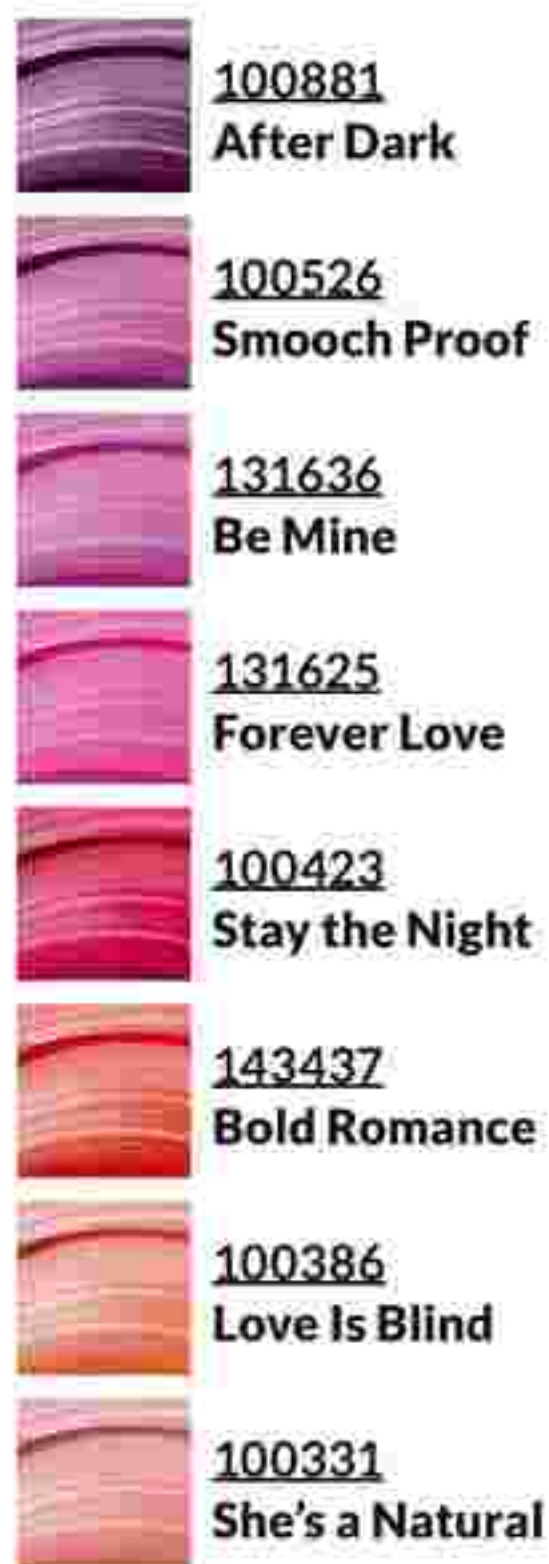 100881
After Dark
100526
Smooch Proof
131636
Be Mine
131625
Forever Love
100423
Stay the Night
143437
Bold Romance
100386
Love Is Blind
100331
She's a Natural